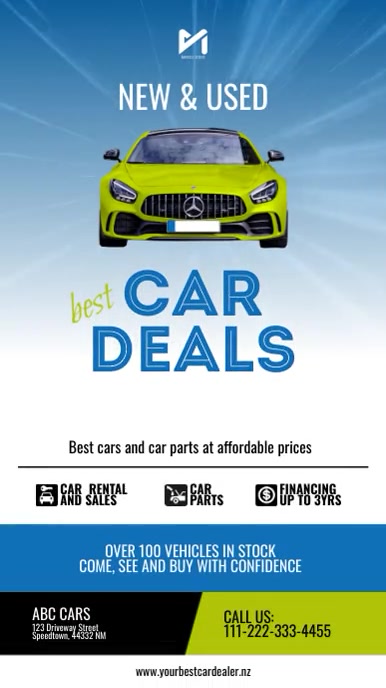 NEW & USED
best
CAR
DEALS
Best cars and car parts at affordable prices
CAR RENTAL
AND SALES
CAR
PARTS
FINANCING
UP TO 3YRS
OVER 100 VEHICLES IN STOCK
COME, SEE AND BUY WITH CONFIDENCE
ABC CARS
123 Driveway Street
Speedtown, 44332 NM
CALL US:
111-222-333-4455
www.yourbestcardealer.nz